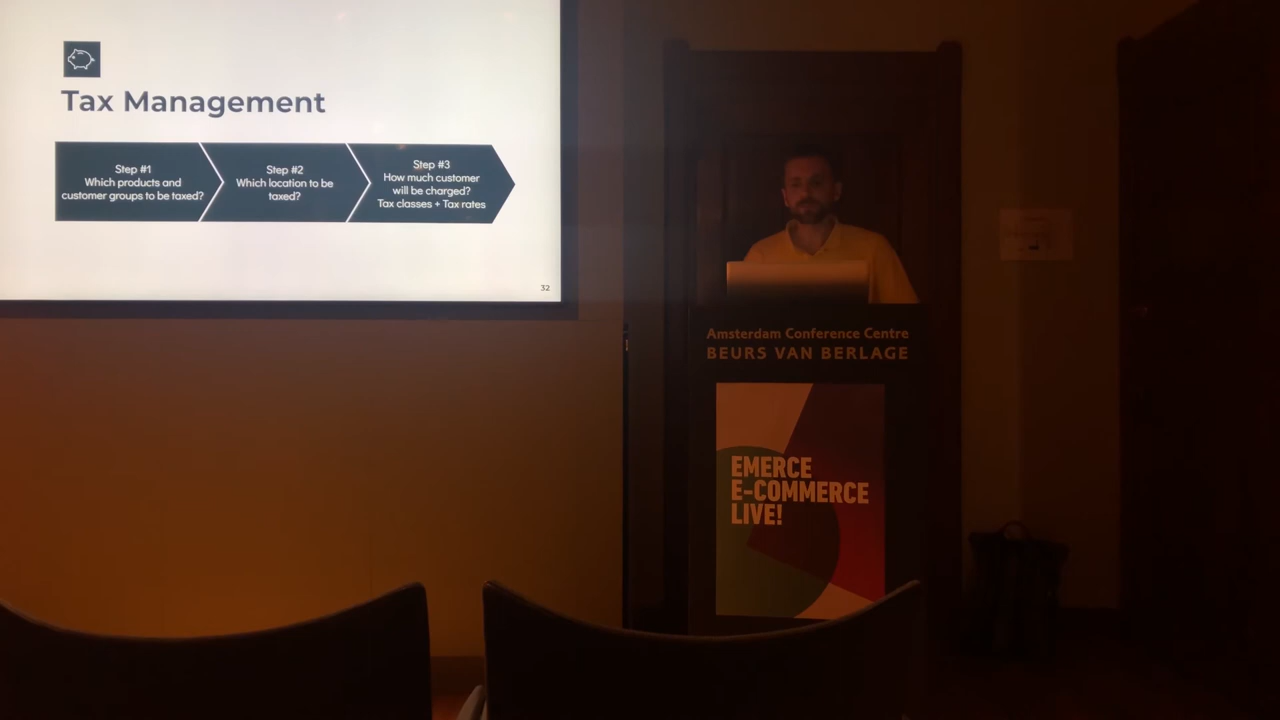 Tax Management
Step #1
Which products and
customer groups to be taxed?
Step #2
Which location to be
taxed?
Step #3
How much customer
will be charged?
Tax classes + Tax rates
32
Amsterdam Conference Centre
BEURS VAN BERLAGE
EMERCE
E-COMMERCE
LIVE!